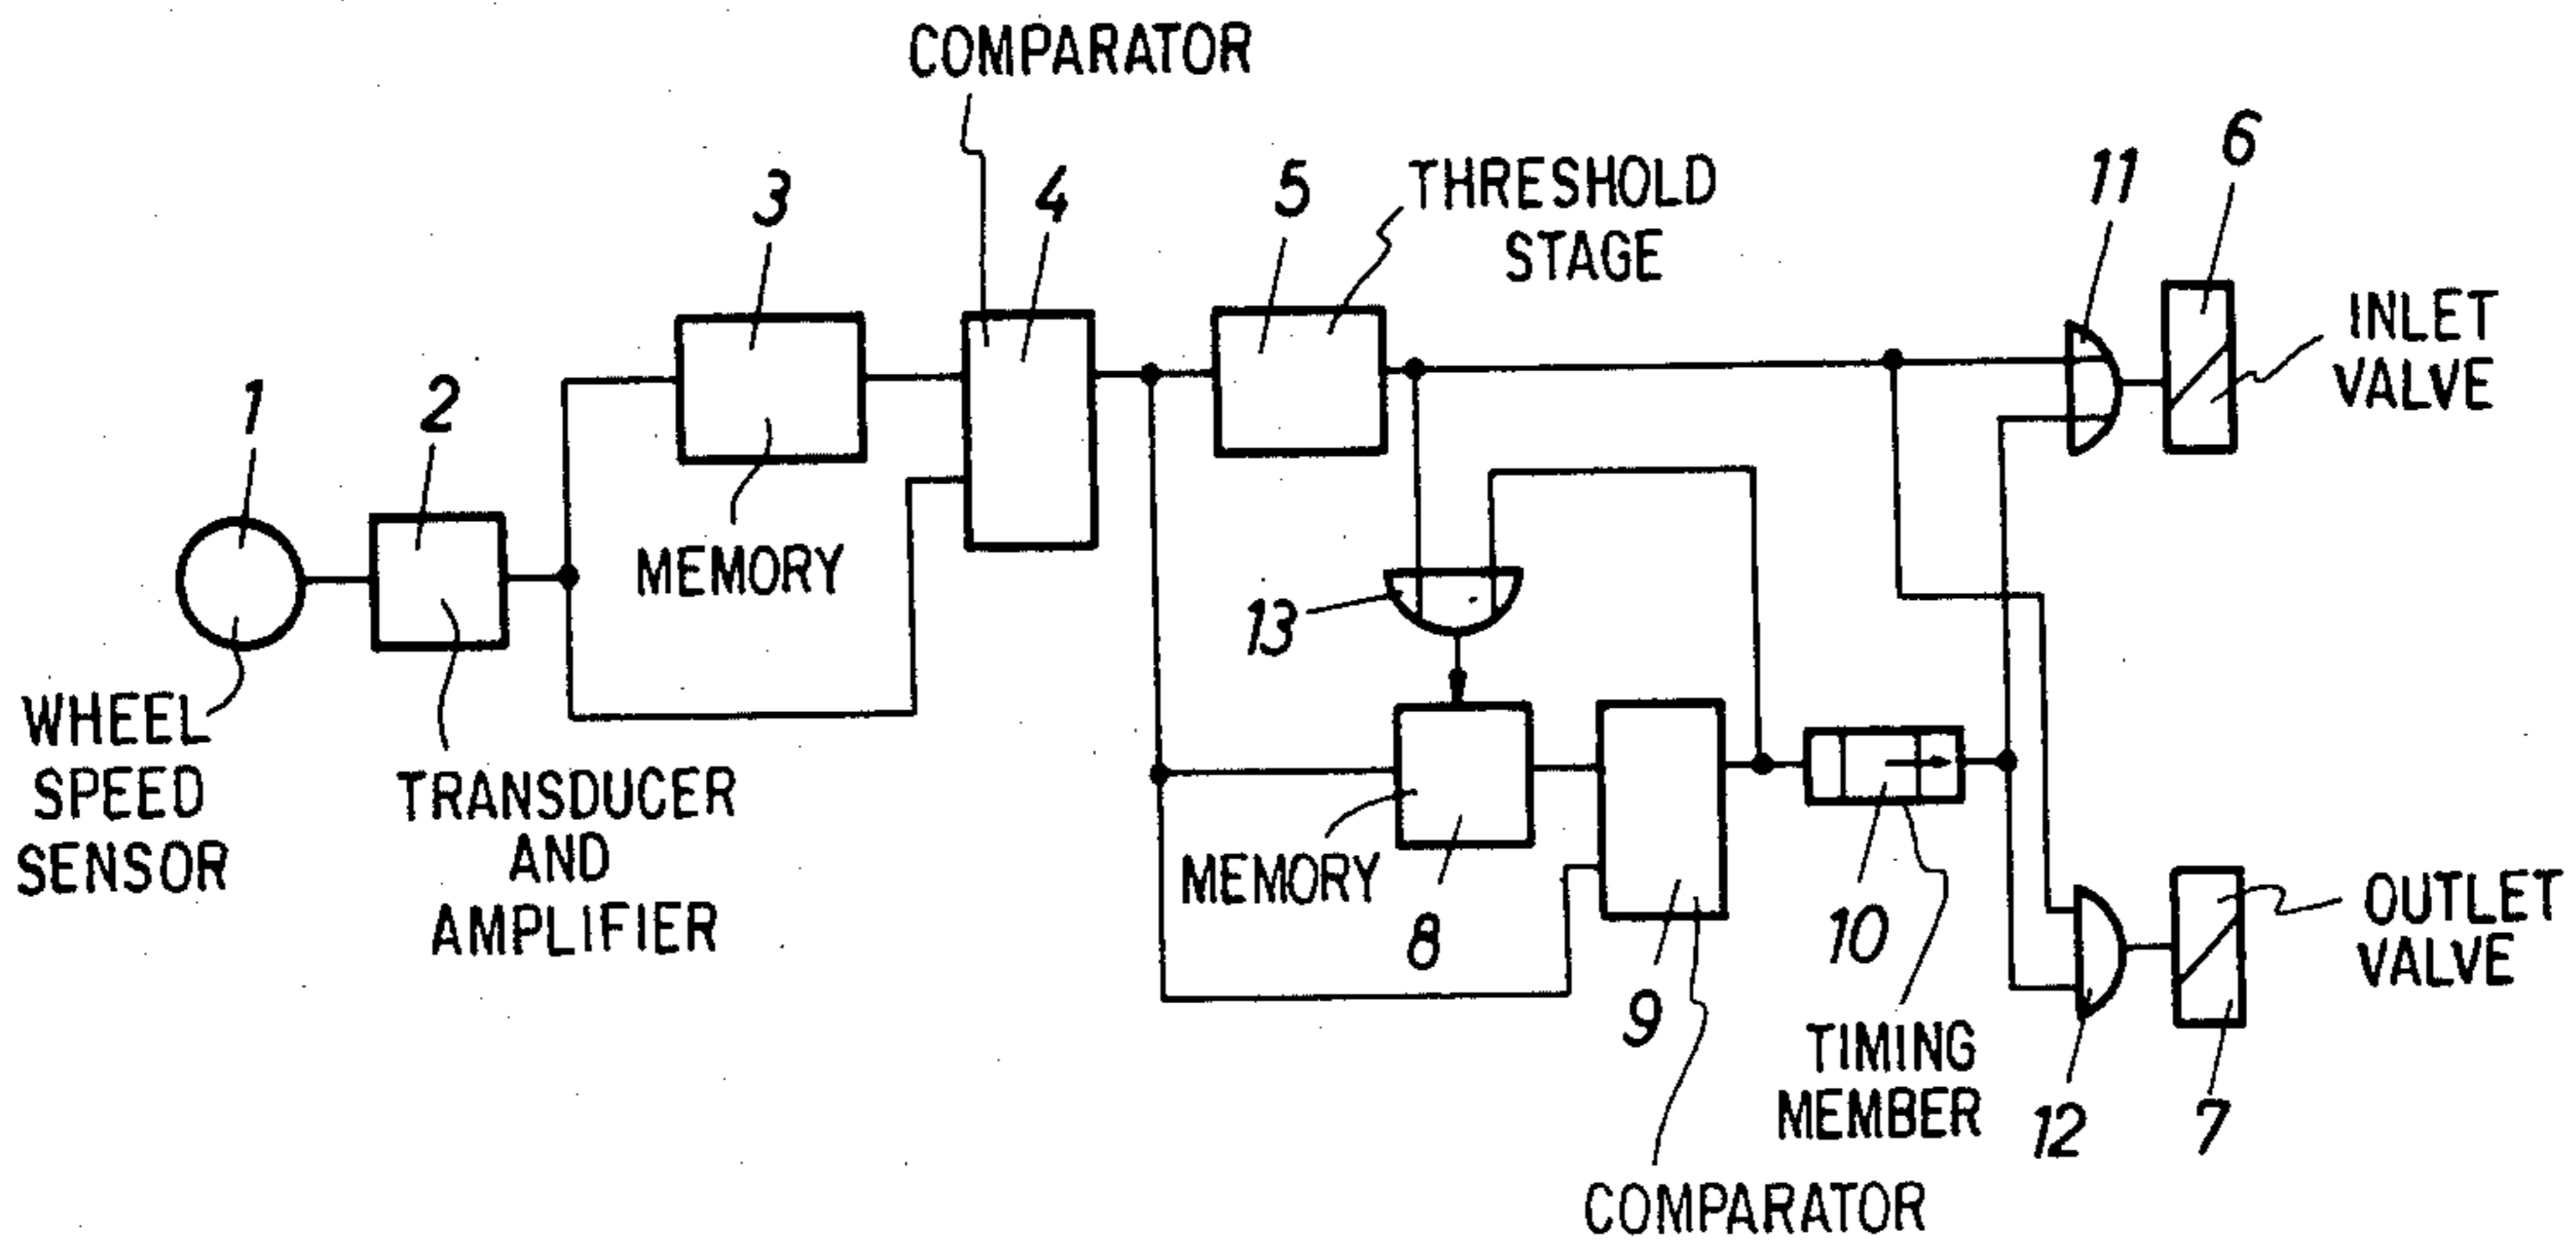 COMPARATOR
6
11
3
4
5
THRESHOLD
STAGE
INLET
VALVE
1
2
MEMORY
13
WHEEL
SPEED
SENSOR
TRANSDUCER
AND
AMPLIFIER
MEMORY
8
9
10
OUTLET
VALVE
TIMING
MEMBER
12
7
COMPARATOR